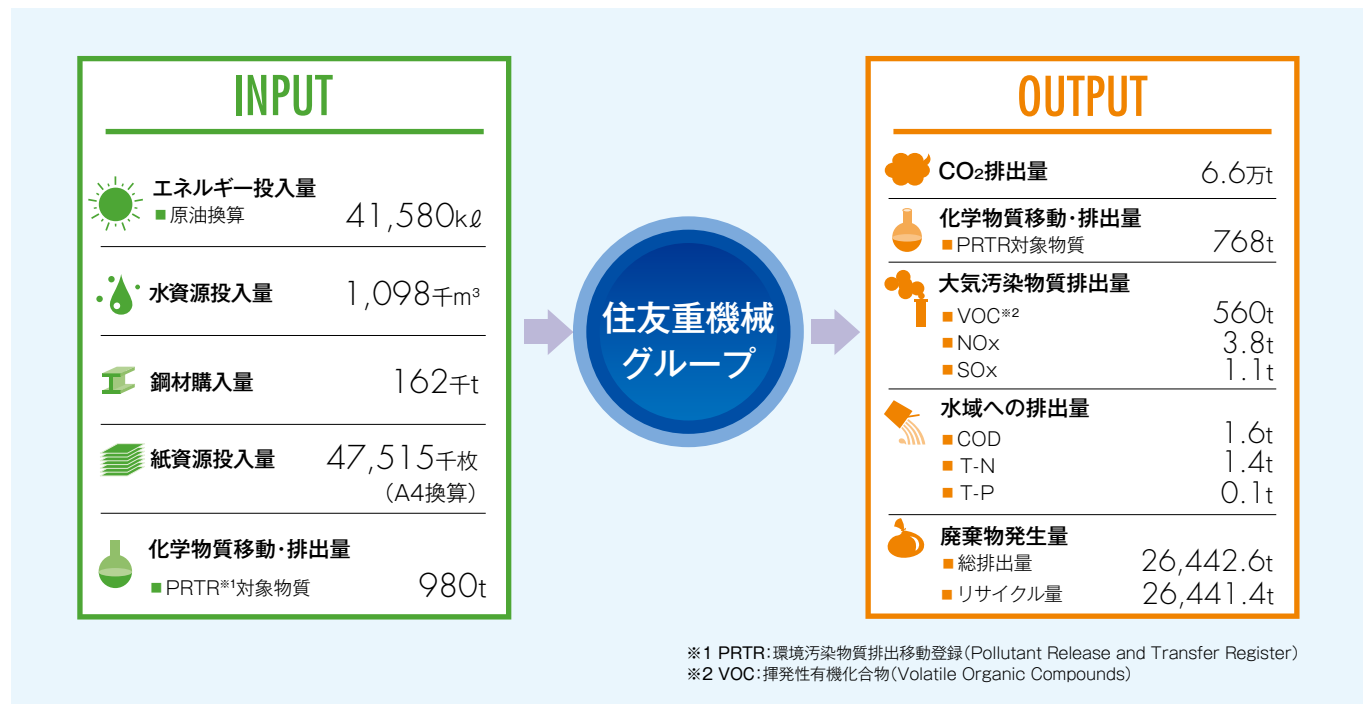 INPUT
エネルギー投入量
■原油換算 41,580kℓ
水資源投入量 1,098千m³
鋼材購入量 162千t
紙資源投入量 47,515千枚
（A4換算）
化学物質移動・排出量
■PRTR※1対象物質 980t
住友重機械
グループ
OUTPUT
CO₂排出量 6.6万t
化学物質移動・排出量
■PRTR対象物質 768t
大気汚染物質排出量
■VOC※2 560t
■NOx 3.8t
■SOx 1.1t
水域への排出量
■COD 1.6t
■T-N 1.4t
■T-P 0.1t
廃棄物発生量
■総排出量 26,442.6t
■リサイクル量 26,441.4t
※1 PRTR：環境汚染物質排出移動登録（Pollutant Release and Transfer Register）
※2 VOC：揮発性有機化合物（Volatile Organic Compounds）